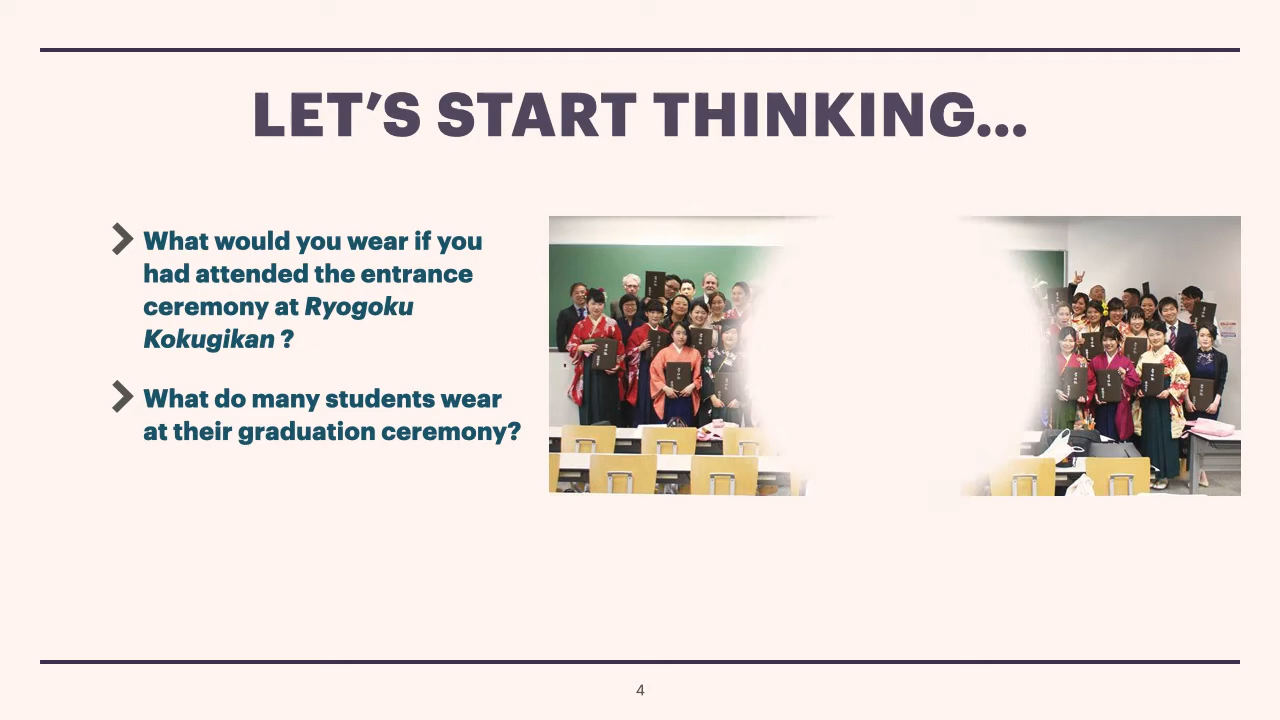 LET’S START THINKING…
What would you wear if you
had attended the entrance
ceremony at Ryogoku
Kokugikan ?
What do many students wear
at their graduation ceremony?
4